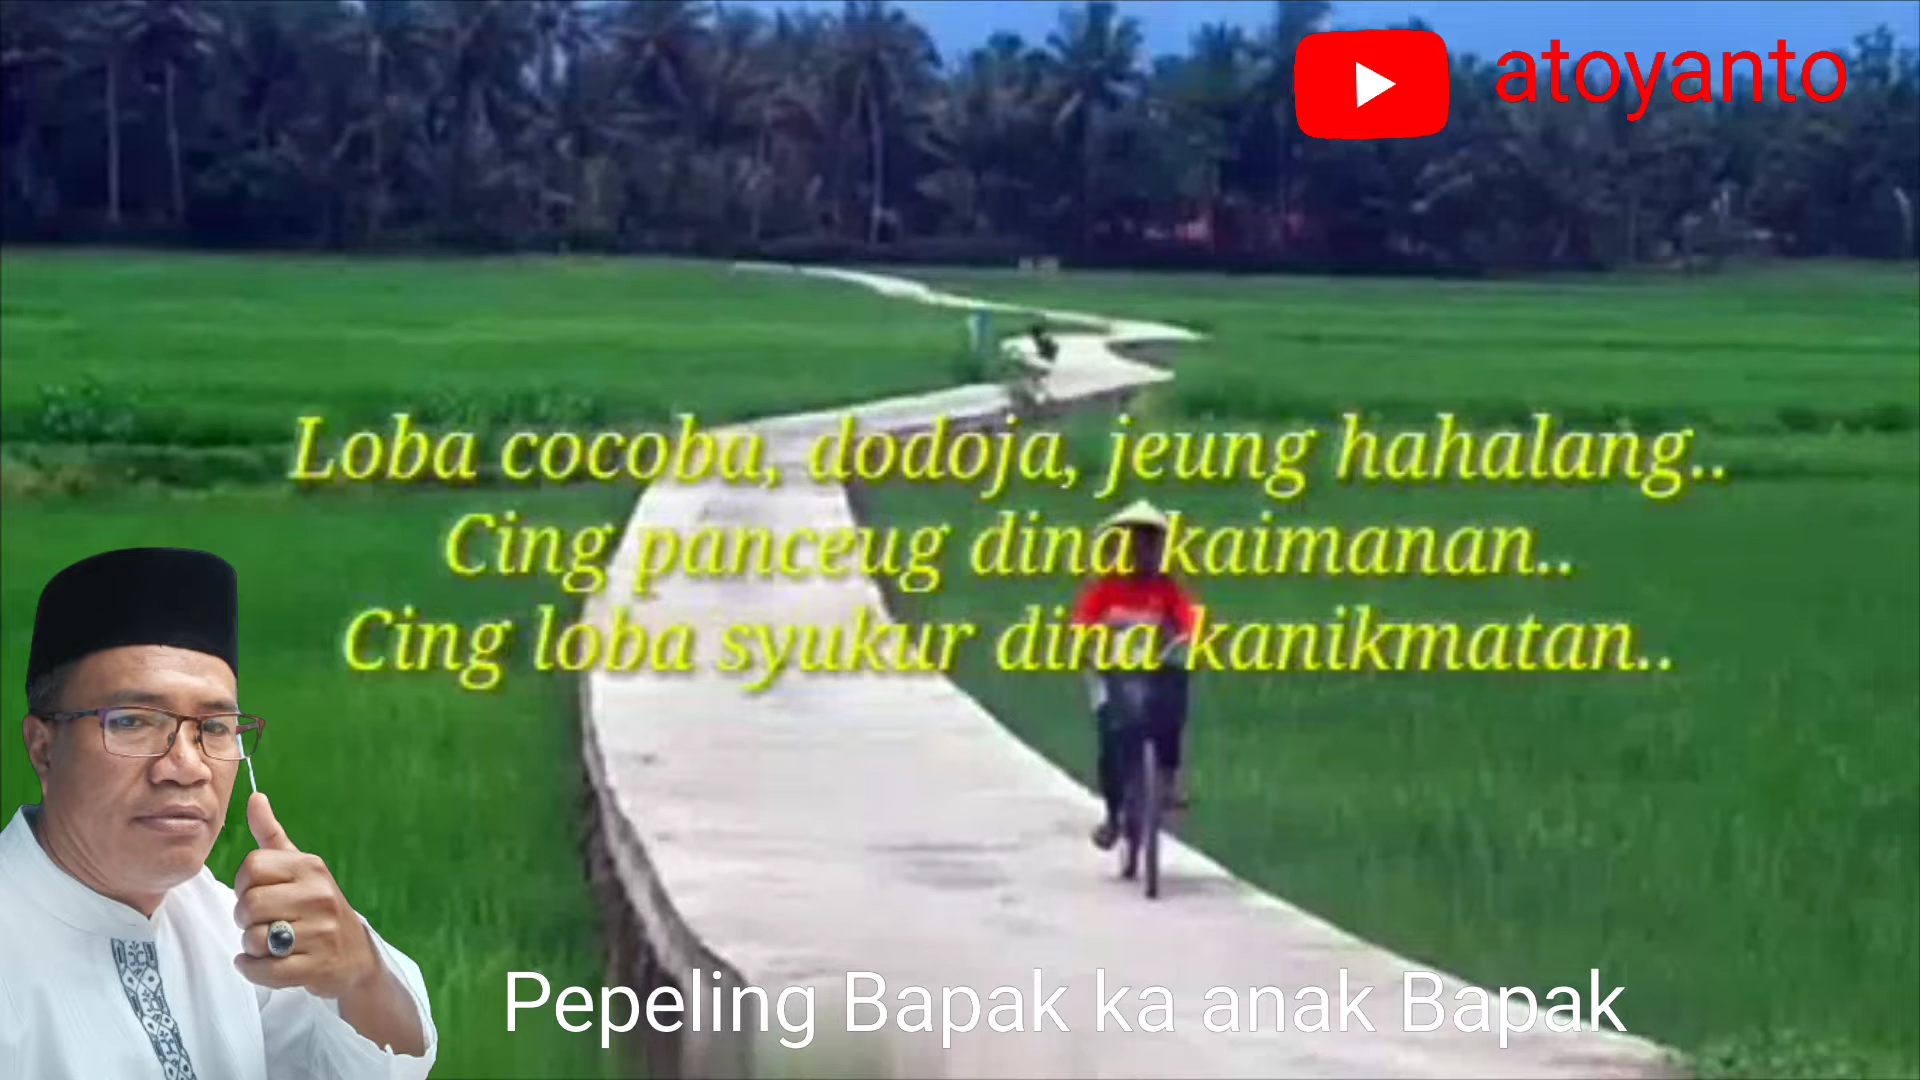 atoyanto
Loba cocoba, dodoja, jeung hahalang..
Cing panceug dina kaimanan..
Cing loba syukur dina kanikmatan..
Pepeling Bapak ka anak Bapak